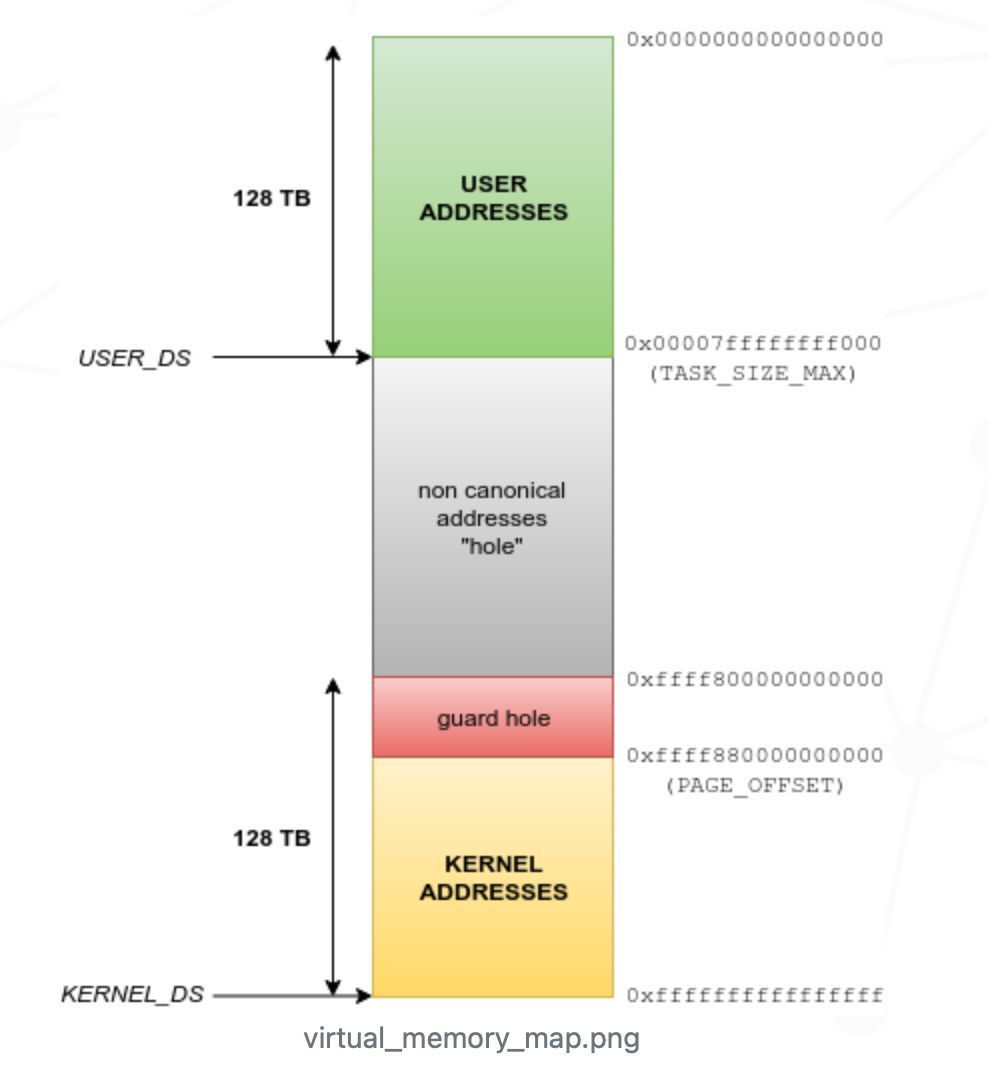 0x0000000000000000
128 TB
USER
ADDRESSES
USER_DS
0x00007ffffffff000
(TASK_SIZE_MAX)
non canonical
addresses
"hole"
0xffff800000000000
guard hole
0xffff880000000000
(PAGE_OFFSET)
128 TB
KERNEL
ADDRESSES
KERNEL_DS
0xffffffffffffffff
virtual_memory_map.png